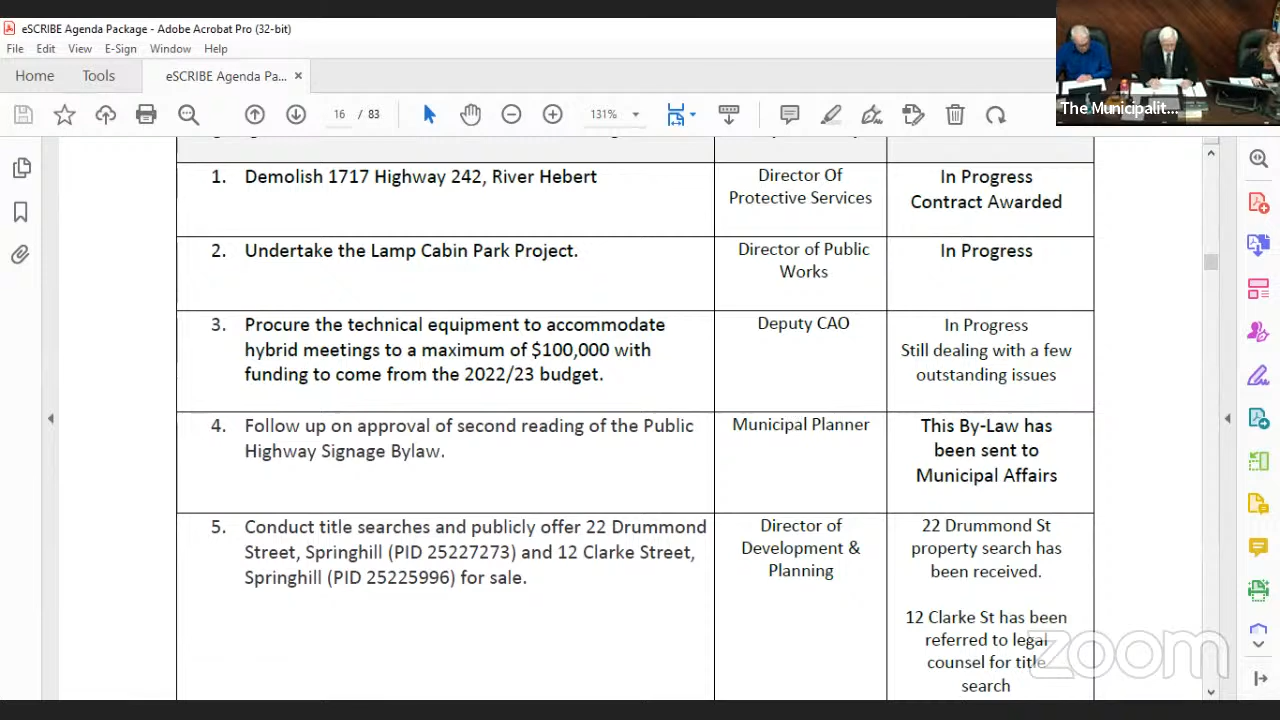 eSCRIBE Agenda Package - Adobe Acrobat Pro (32-bit)
File Edit View E-Sign Window Help
Home Tools eSCRIBE Agenda Pa... ×
16 / 83 131%
The Municipalit...
1. Demolish 1717 Highway 242, River Hebert
Director Of
Protective Services
In Progress
Contract Awarded
2. Undertake the Lamp Cabin Park Project.
Director of Public
Works
In Progress
3. Procure the technical equipment to accommodate
hybrid meetings to a maximum of $100,000 with
funding to come from the 2022/23 budget.
Deputy CAO
In Progress
Still dealing with a few
outstanding issues
4. Follow up on approval of second reading of the Public
Highway Signage Bylaw.
Municipal Planner
This By-Law has
been sent to
Municipal Affairs
5. Conduct title searches and publicly offer 22 Drummond
Street, Springhill (PID 25227273) and 12 Clarke Street,
Springhill (PID 25225996) for sale.
Director of
Development &
Planning
22 Drummond St
property search has
been received.
12 Clarke St has been
referred to legal
counsel for title
search
zoom